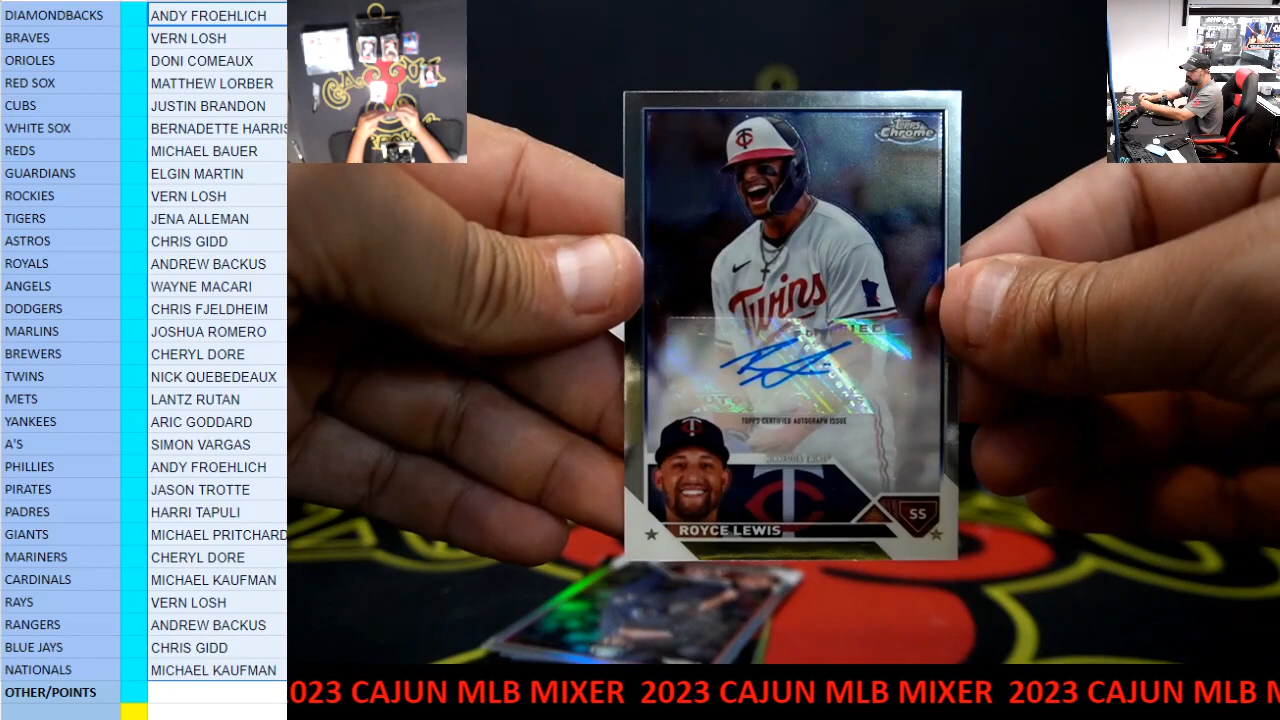 DIAMONDBACKS ANDY FROEHLICH
BRAVES VERN LOSH
ORIOLES DONI COMEAUX
RED SOX MATTHEW LORBER
CUBS JUSTIN BRANDON
WHITE SOX BERNADETTE HARRIS
REDS MICHAEL BAUER
GUARDIANS ELGIN MARTIN
ROCKIES VERN LOSH
TIGERS JENA ALLEMAN
ASTROS CHRIS GIDD
ROYALS ANDREW BACKUS
ANGELS WAYNE MACARI
DODGERS CHRIS FJELDHEIM
MARLINS JOSHUA ROMERO
BREWERS CHERYL DORE
TWINS NICK QUEBEDEAUX
METS LANTZ RUTAN
YANKEES ARIC GODDARD
A'S SIMON VARGAS
PHILLIES ANDY FROEHLICH
PIRATES JASON TROTTE
PADRES HARRI TAPULI
GIANTS MICHAEL PRITCHARD
MARINERS CHERYL DORE
CARDINALS MICHAEL KAUFMAN
RAYS VERN LOSH
RANGERS ANDREW BACKUS
BLUE JAYS CHRIS GIDD
NATIONALS MICHAEL KAUFMAN
OTHER/POINTS
Topps
Chrome
TC
Twins
TOPPS CERTIFIED AUTOGRAPH ISSUE
SS
ROYCE LEWIS
023 CAJUN MLB MIXER 2023 CAJUN MLB MIXER 2023 CAJUN MLB M